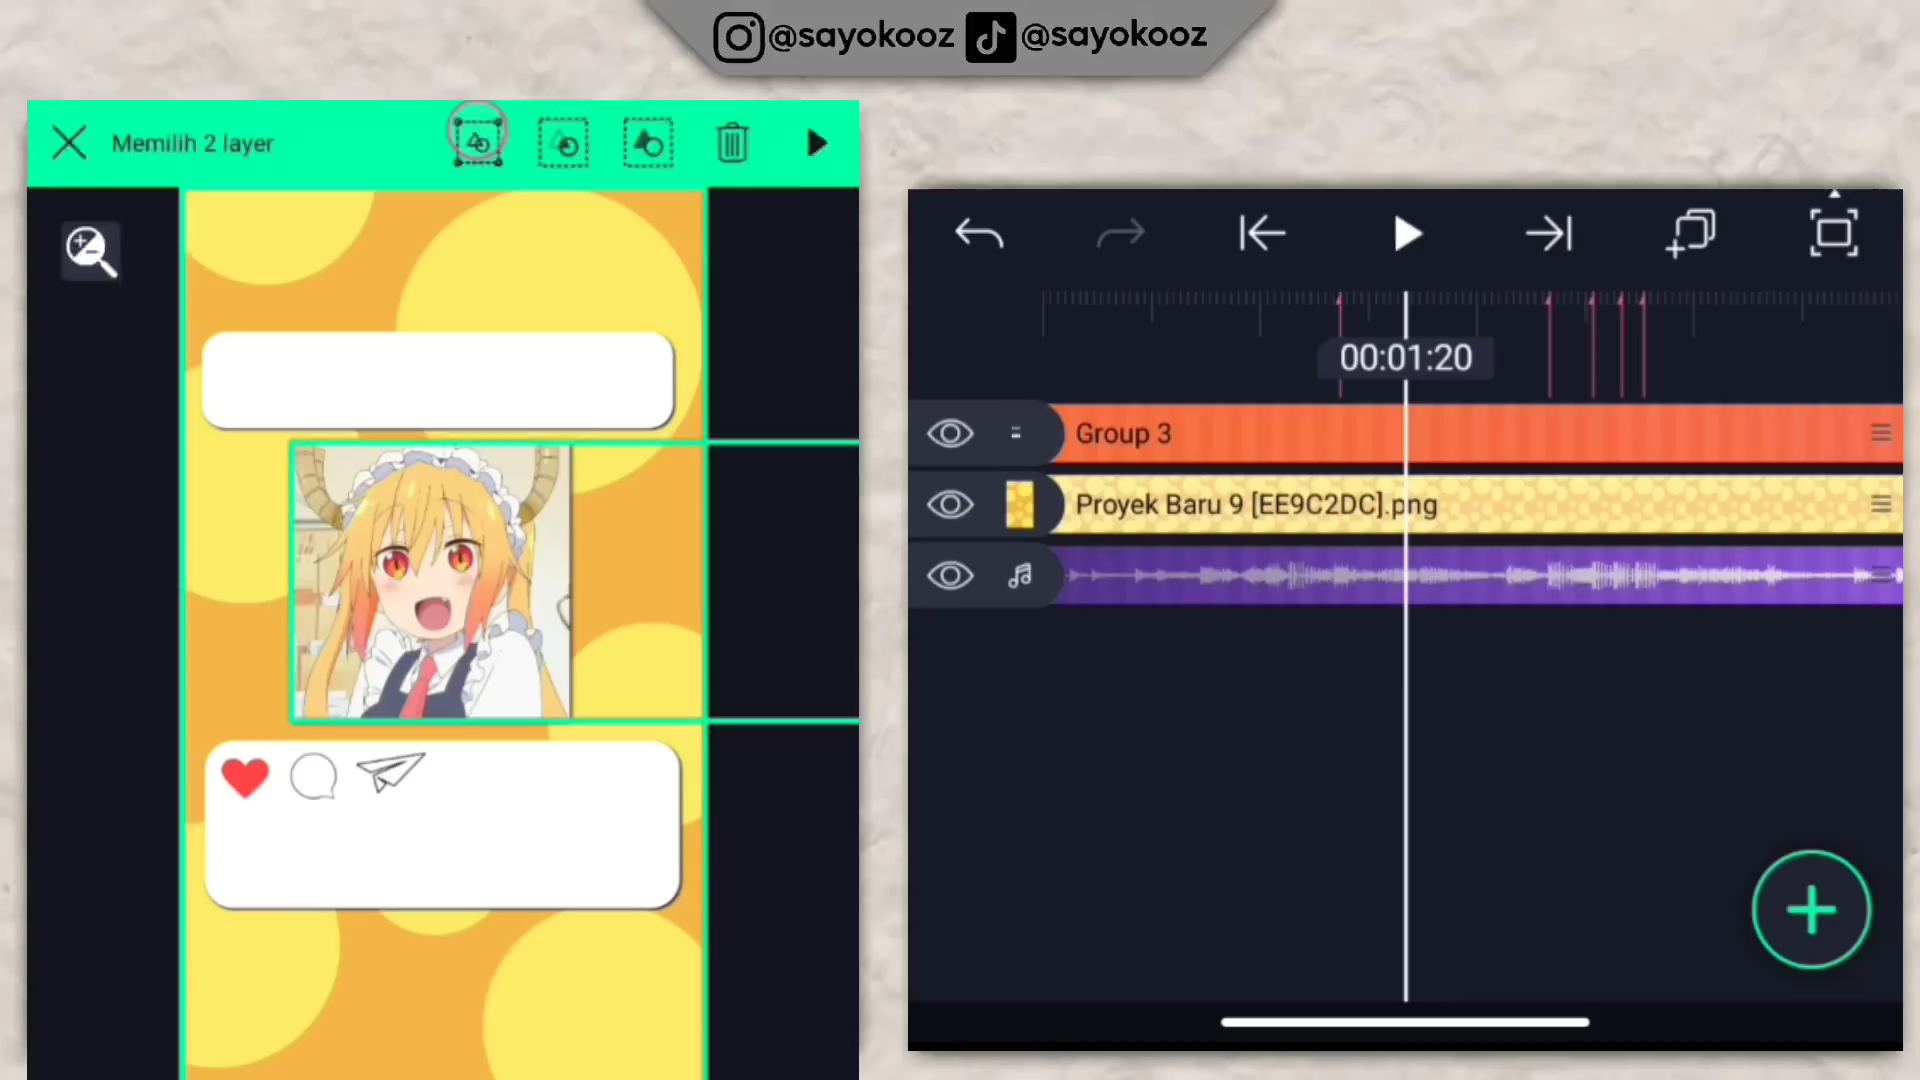 @sayokooz @sayokooz
Memilih 2 layer
00:01:20
Group 3
Proyek Baru 9 [EE9C2DC].png